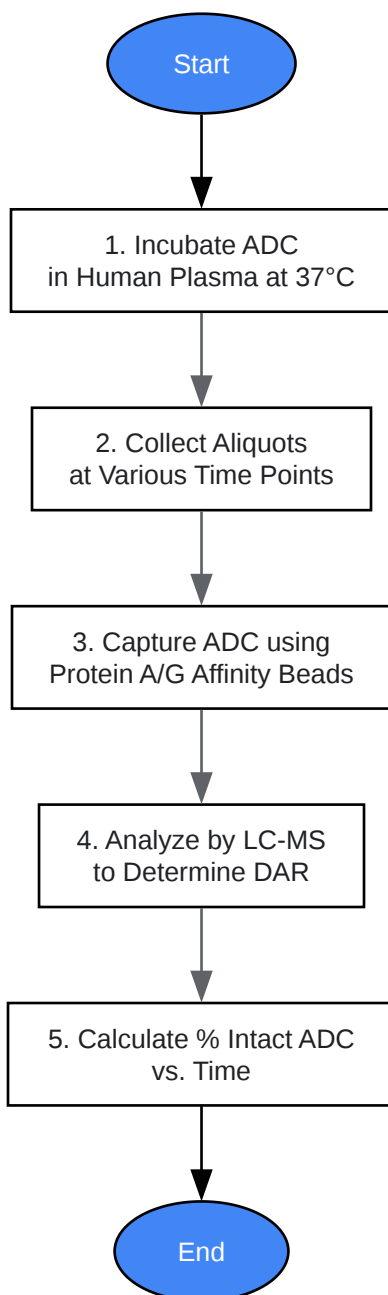 Start
1. Incubate ADC
in Human Plasma at 37°C
2. Collect Aliquots
at Various Time Points
3. Capture ADC using
Protein A/G Affinity Beads
4. Analyze by LC-MS
to Determine DAR
5. Calculate % Intact ADC
vs. Time
End